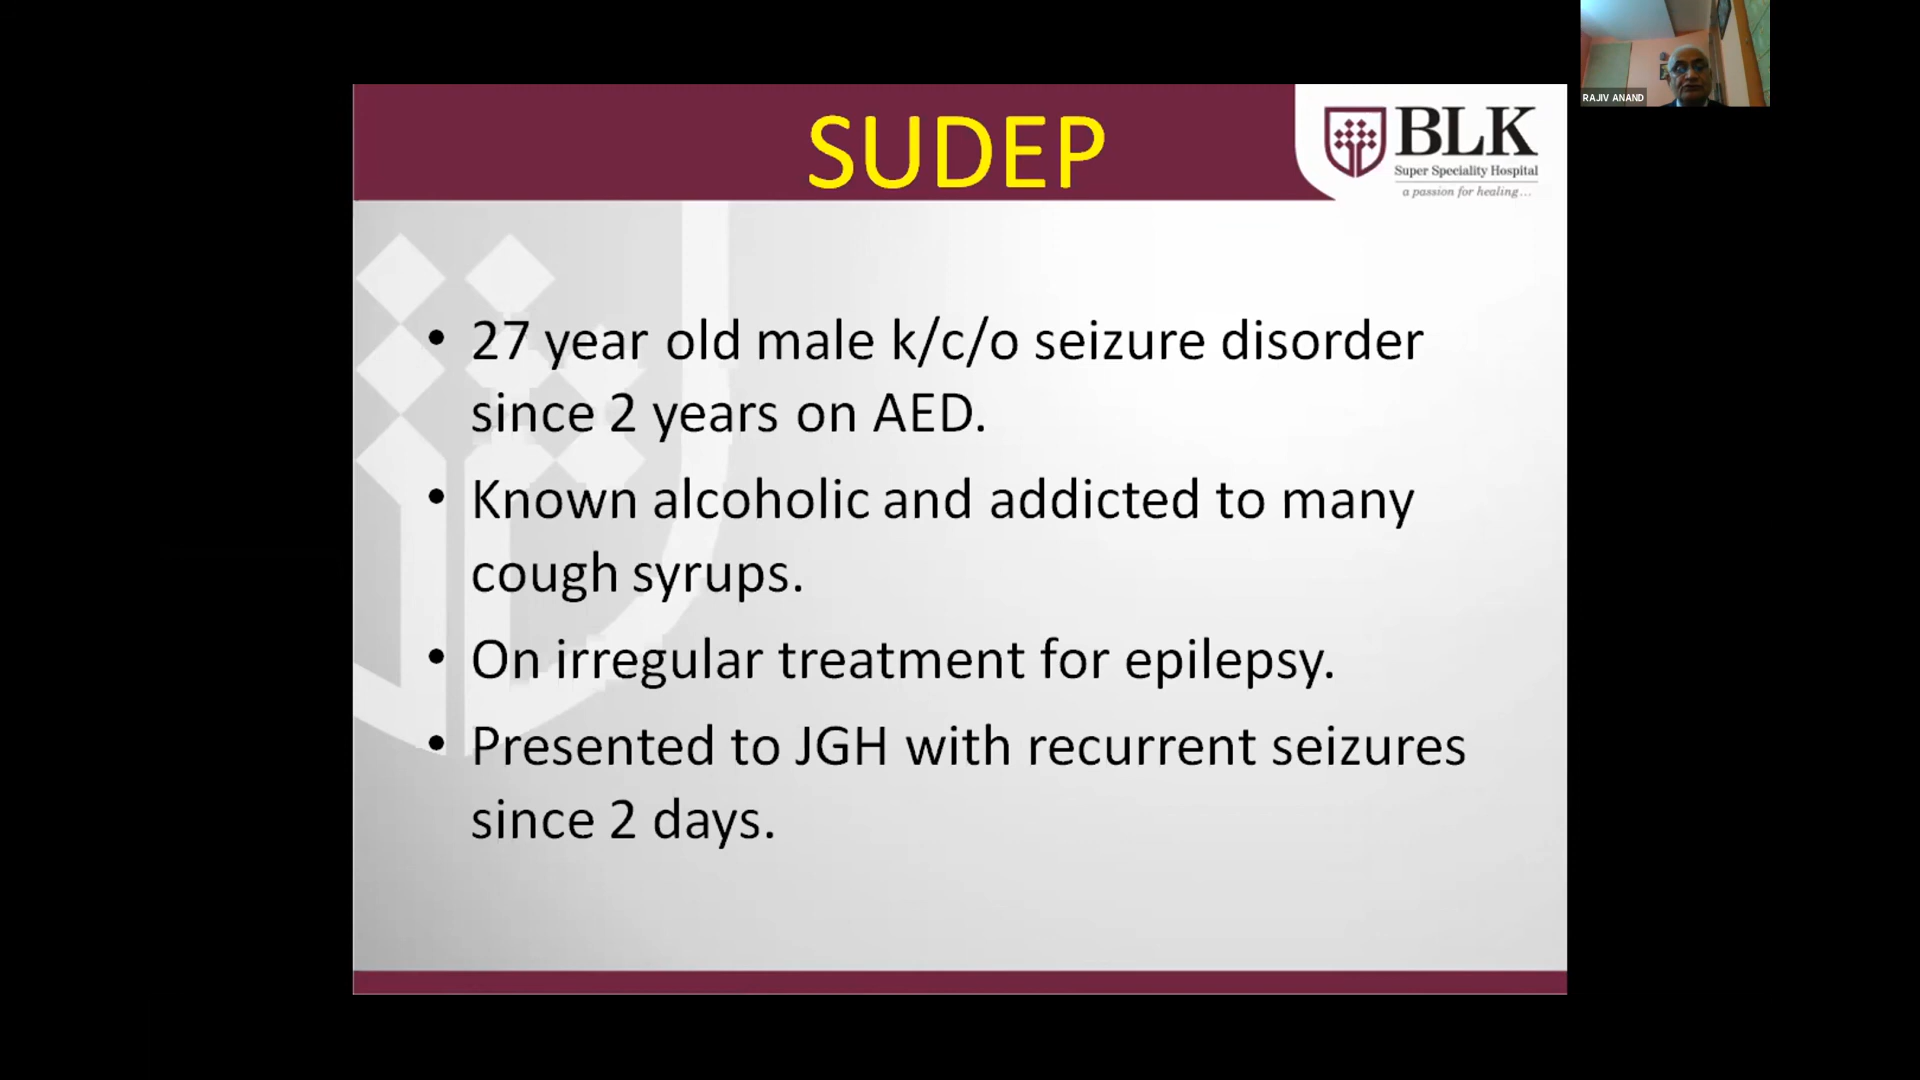 SUDEP
BLK
Super Speciality Hospital
a passion for healing...
RAJIV ANAND
• 27 year old male k/c/o seizure disorder
since 2 years on AED.
• Known alcoholic and addicted to many
cough syrups.
• On irregular treatment for epilepsy.
• Presented to JGH with recurrent seizures
since 2 days.